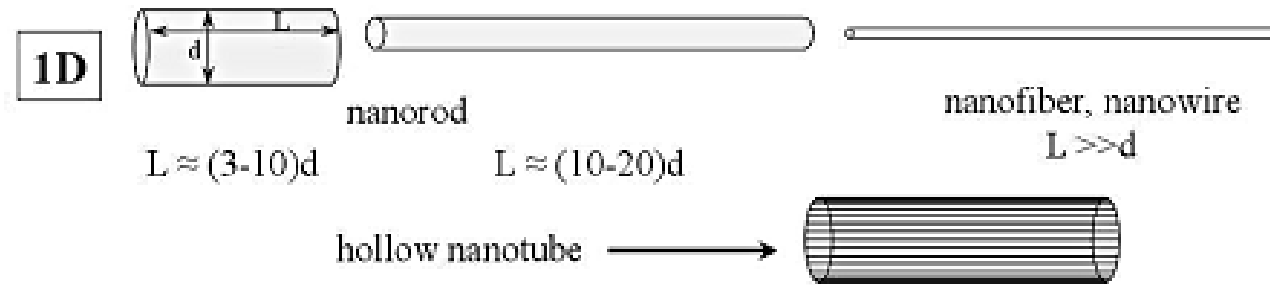 L
d
1D
nanorod
nanofiber, nanowire
L >>d
L ≈ (3-10)d
L ≈ (10-20)d
hollow nanotube